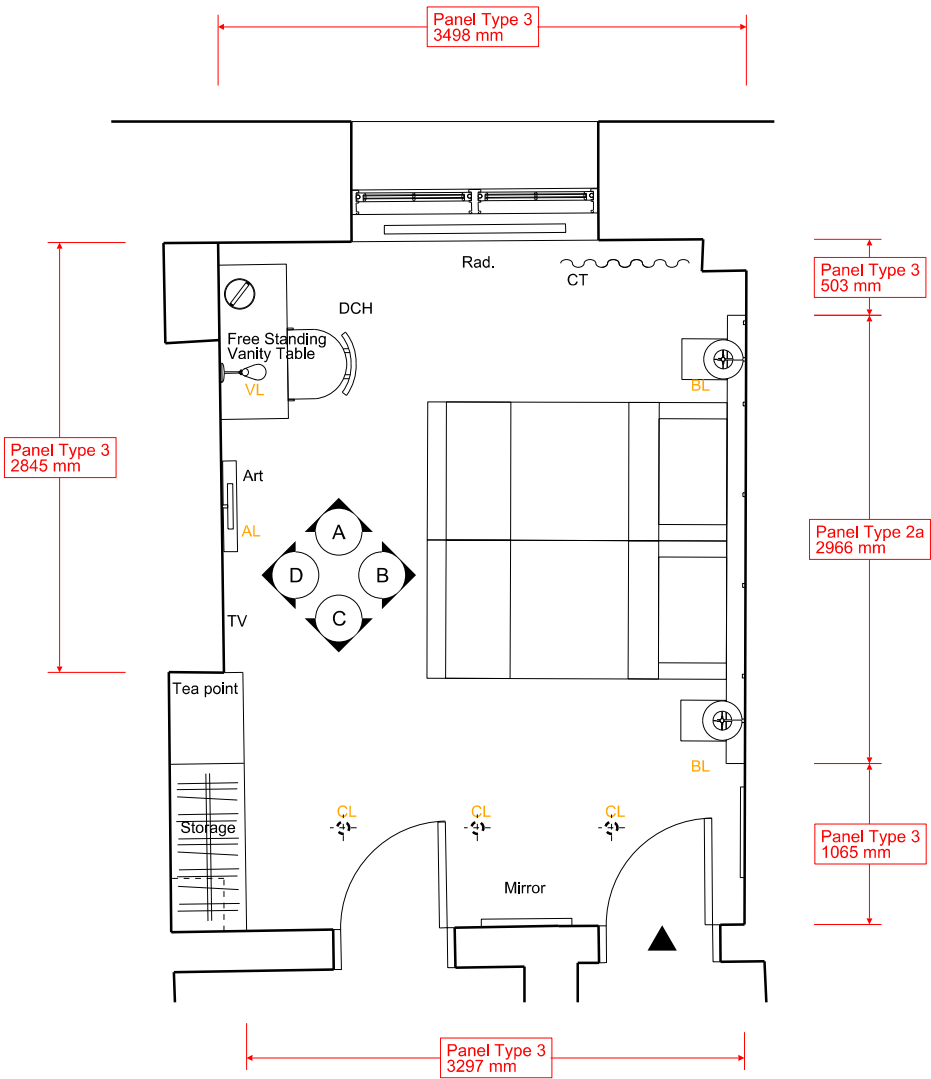 Panel Type 3
3498 mm
Rad.
CT
Panel Type 3
503 mm
DCH
Free Standing
Vanity Table
VL
BL
Panel Type 3
2845 mm
Art
AL
A
Panel Type 2a
2966 mm
D
B
C
TV
Tea point
BL
Storage
CL
CL
CL
Panel Type 3
1065 mm
Mirror
Panel Type 3
3297 mm